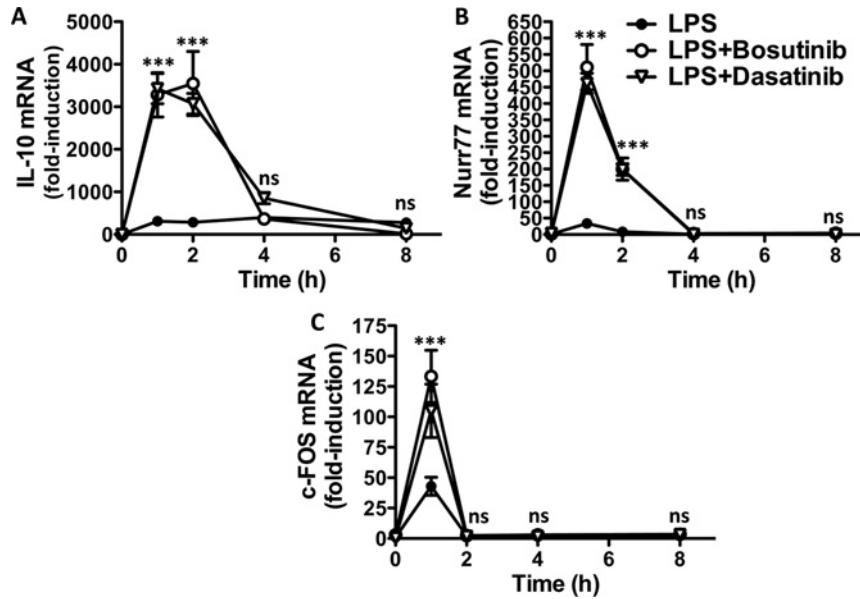 A
IL-10 mRNA
(fold-induction)
5000
4000
3000
2000
1000
0
***
***
ns
ns
0 2 4 6 8
Time (h)
B
Nurr77 mRNA
(fold-induction)
650
600
550
500
450
400
350
300
250
200
150
100
50
0
***
***
ns
ns
0 2 4 6 8
Time (h)
LPS
LPS+Bosutinib
LPS+Dasatinib
C
c-FOS mRNA
(fold-induction)
175
150
125
100
75
50
25
0
***
ns ns ns
0 2 4 6 8
Time (h)